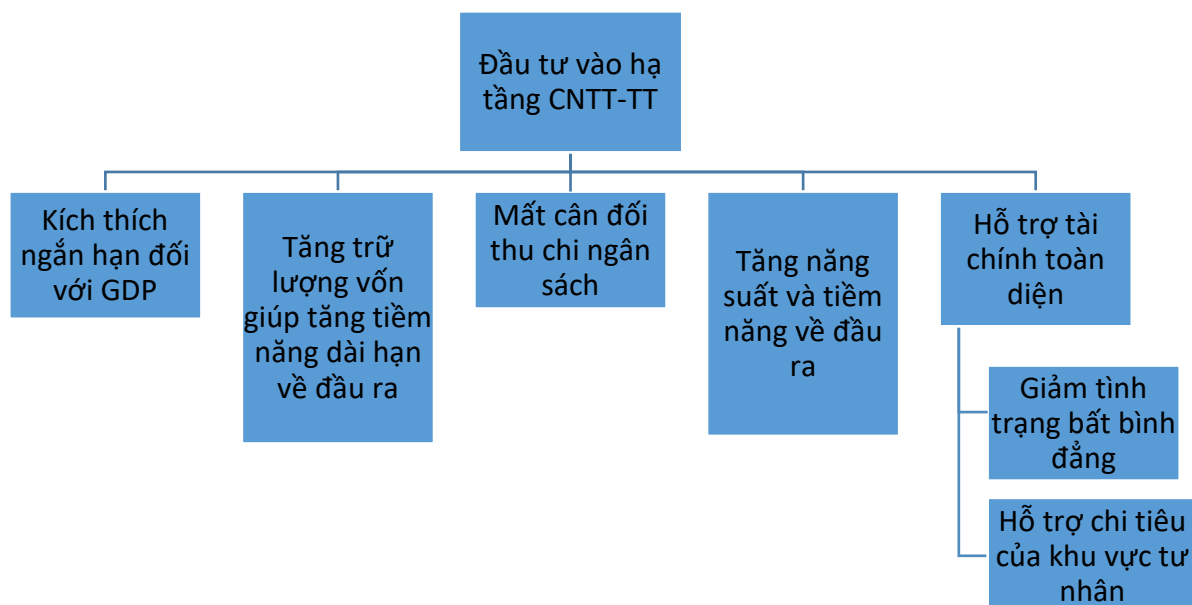 Đầu tư vào hạ
tầng CNTT-TT
Kích thích
ngắn hạn đối
với GDP
Tăng trữ
lượng vốn
giúp tăng tiềm
năng dài hạn
về đầu ra
Mất cân đối
thu chi ngân
sách
Tăng năng
suất và tiềm
năng về đầu
ra
Hỗ trợ tài
chính toàn
diện
Giảm tình
trạng bất bình
đẳng
Hỗ trợ chi tiêu
của khu vực tư
nhân